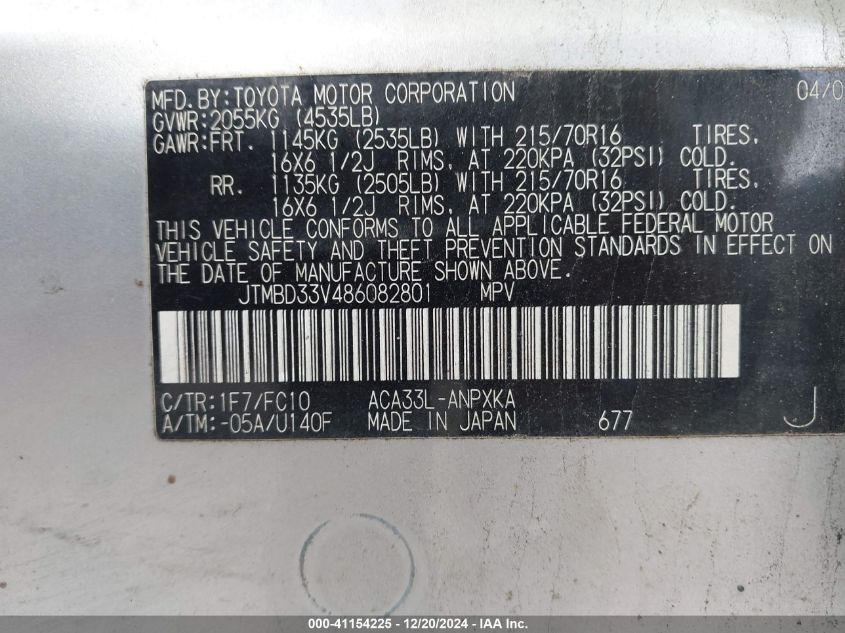 MFD.BY:TOYOTA MOTOR CORPORATION 04/0
GVWR:2055KG (4535LB)
GAWR:FRT. 1145KG (2535LB) WITH 215/70R16 TIRES,
16X6 1/2J RIMS, AT 220KPA (32PSI) COLD.
RR. 1135KG (2505LB) WITH 215/70R16 TIRES,
16X6 1/2J RIMS, AT 220KPA (32PSI) COLD.
THIS VEHICLE CONFORMS TO ALL APPLICABLE FEDERAL MOTOR
VEHICLE SAFETY AND THEFT PREVENTION STANDARDS IN EFFECT ON
THE DATE OF MANUFACTURE SHOWN ABOVE.
JTMBD33V486082801 MPV
C/TR:1F7/FC10 ACA33L-ANPXKA
A/TM:-05A/U140F MADE IN JAPAN 677 J
000-41154225 - 12/20/2024 - IAA Inc.